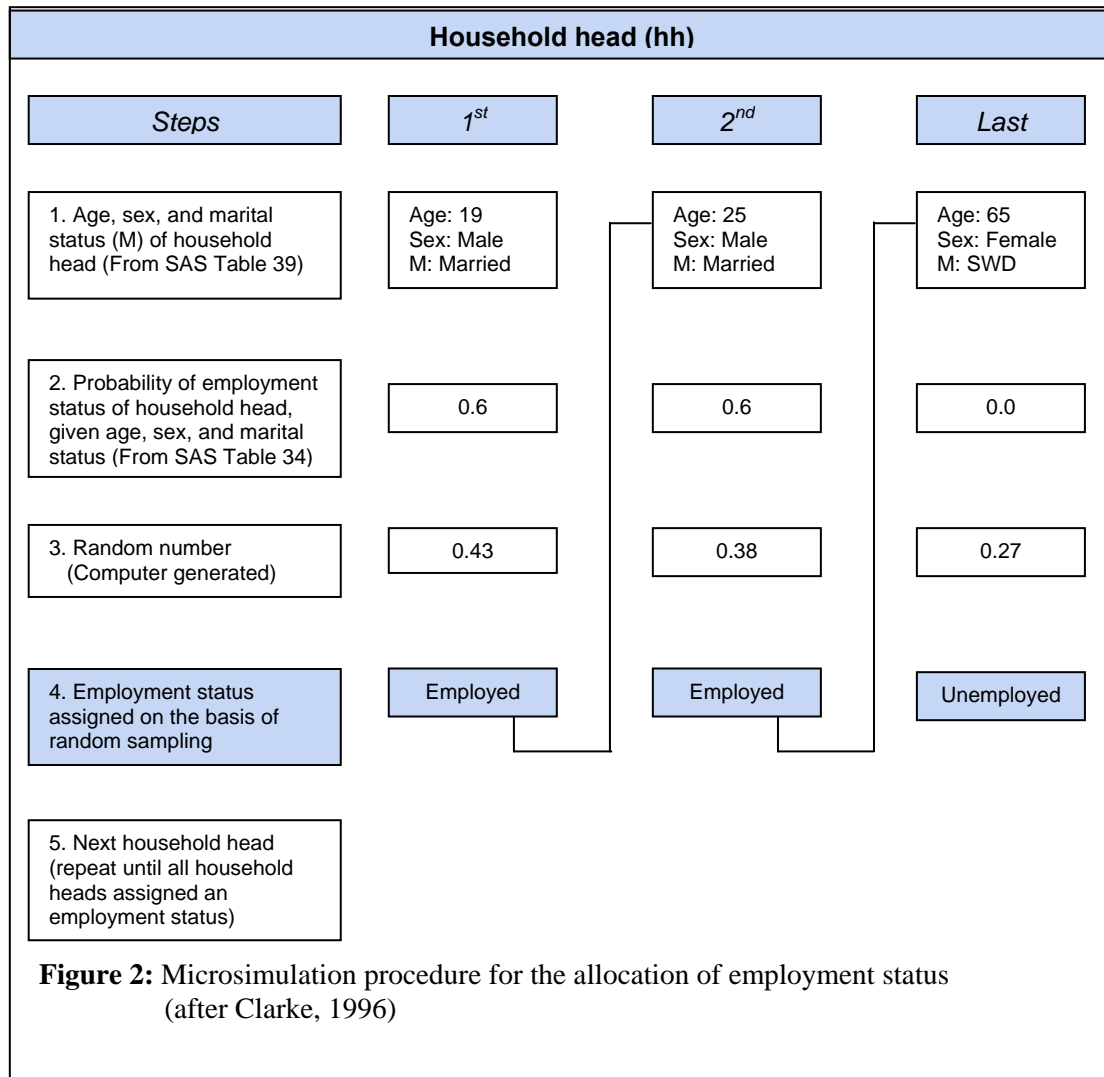 Household head (hh)
Steps
1st
2nd
Last
1. Age, sex, and marital
status (M) of household
head (From SAS Table 39)
Age: 19
Sex: Male
M: Married
Age: 25
Sex: Male
M: Married
Age: 65
Sex: Female
M: SWD
2. Probability of employment
status of household head,
given age, sex, and marital
status (From SAS Table 34)
0.6
0.6
0.0
3. Random number
(Computer generated)
0.43
0.38
0.27
4. Employment status
assigned on the basis of
random sampling
Employed
Employed
Unemployed
5. Next household head
(repeat until all household
heads assigned an
employment status)
Figure 2: Microsimulation procedure for the allocation of employment status
(after Clarke, 1996)